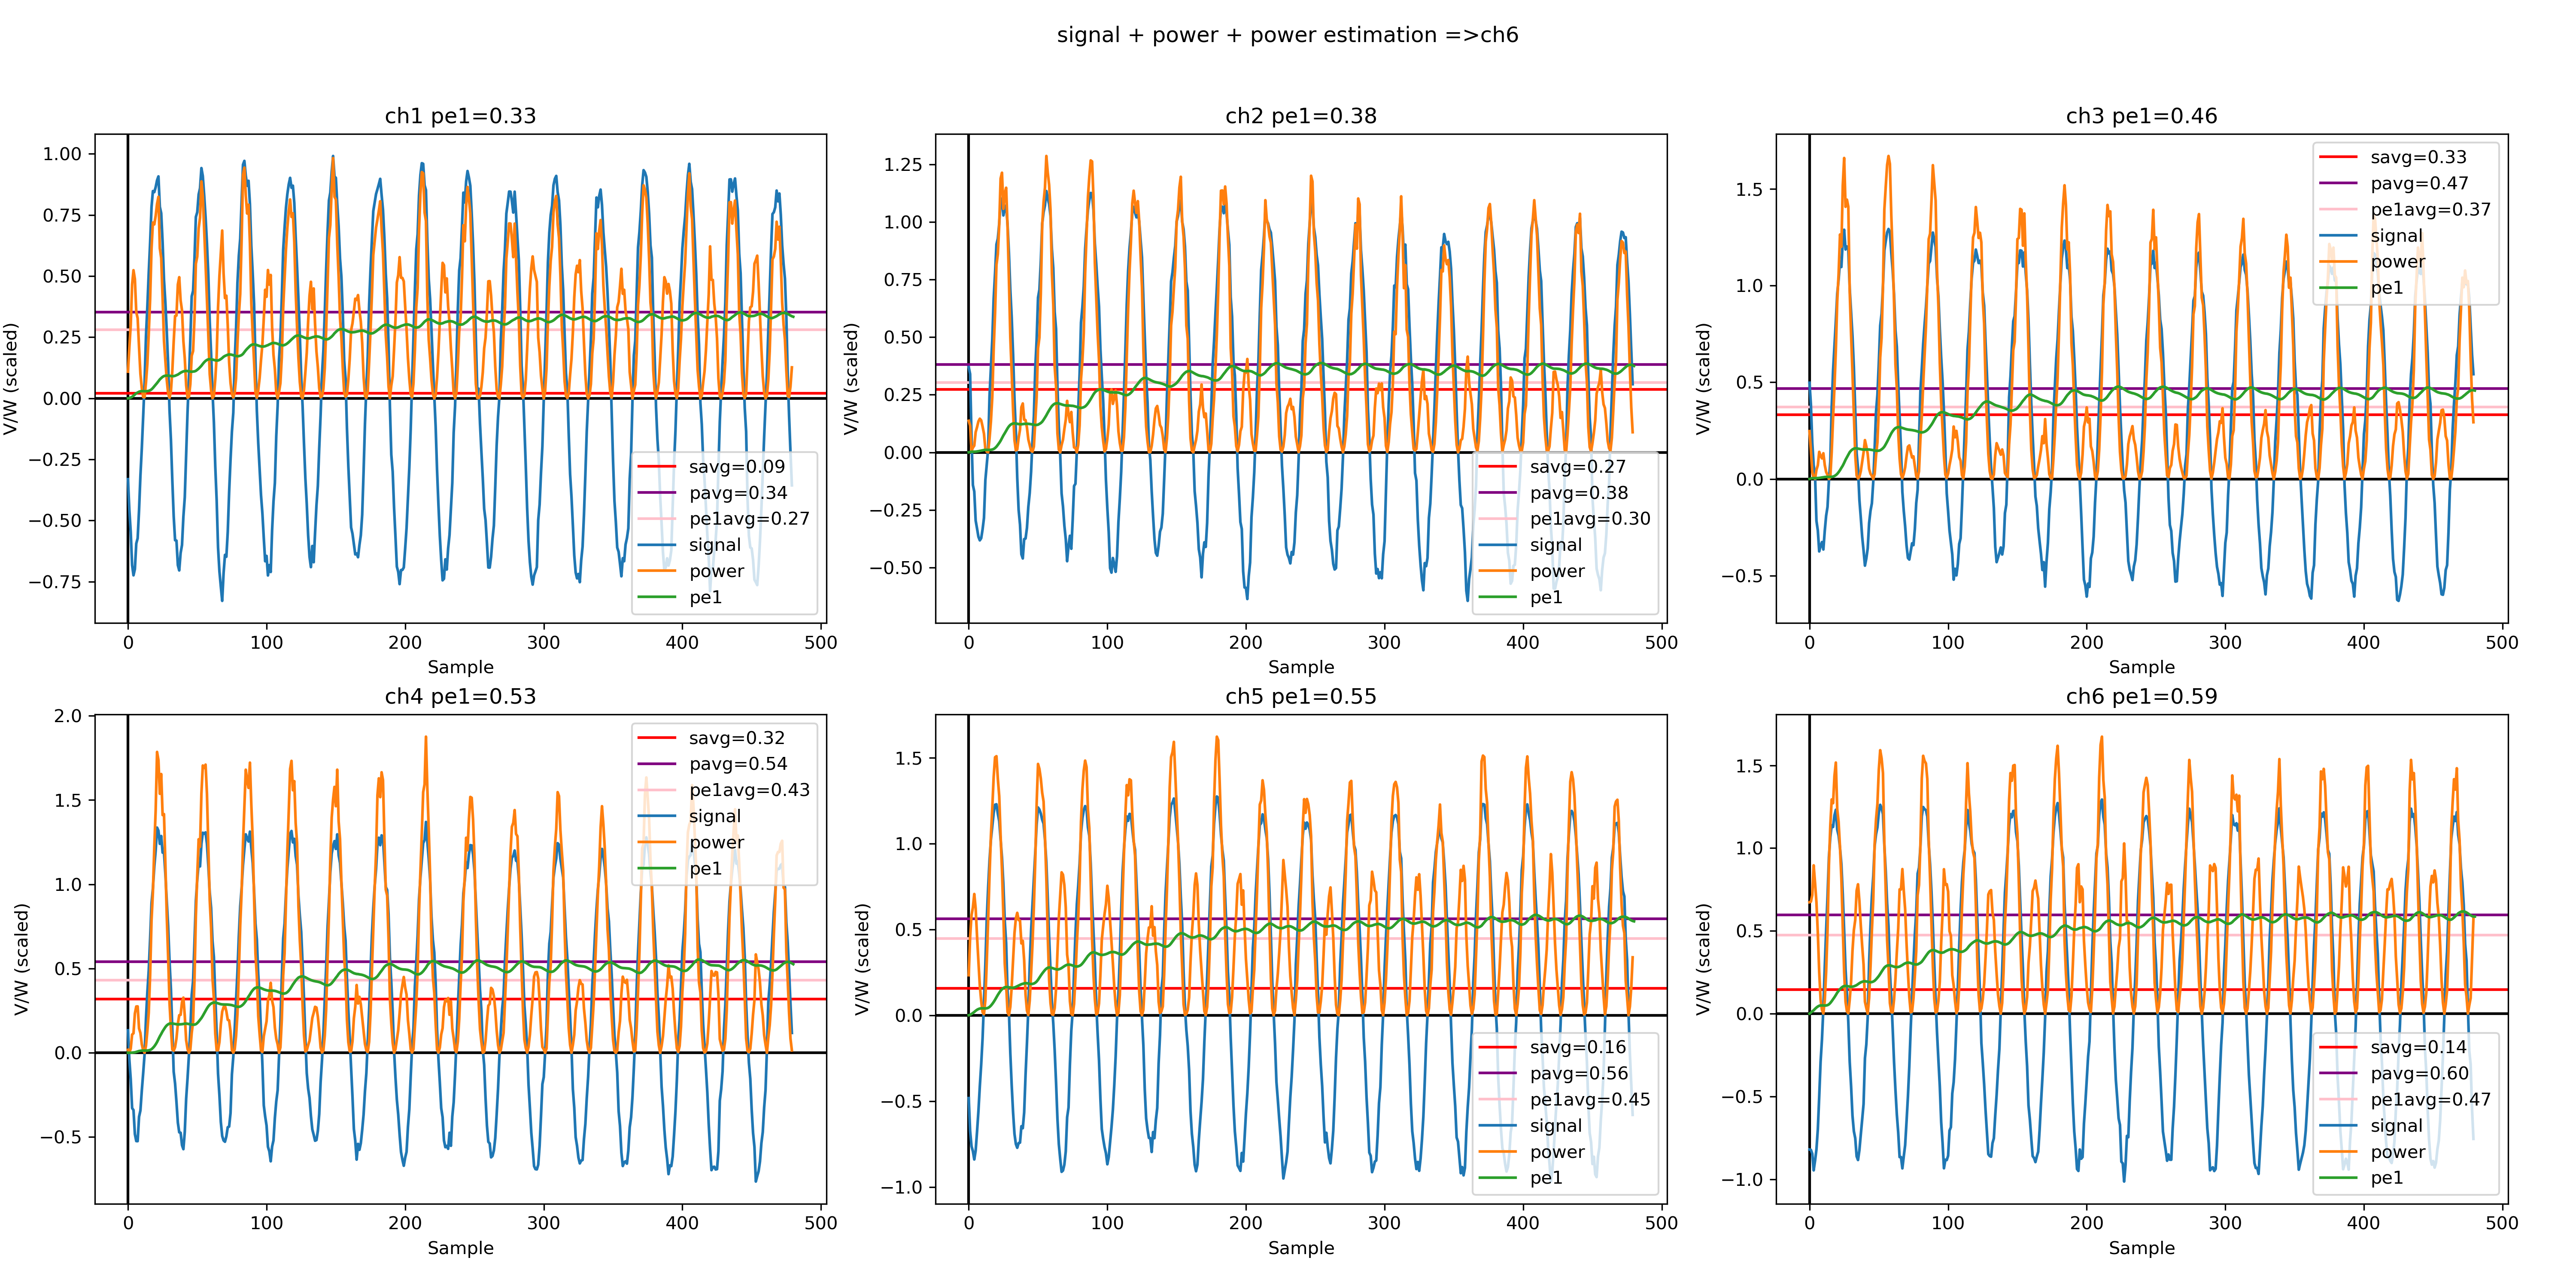 signal + power + power estimation =>ch6
ch1 pe1=0.33
1.00
0.75
0.50
0.25
0.00
−0.25
−0.50
−0.75
V/W (scaled)
savg=0.09
pavg=0.34
pe1avg=0.27
signal
power
pe1
0 100 200 300 400 500
Sample
ch2 pe1=0.38
1.25
1.00
0.75
0.50
0.25
0.00
−0.25
−0.50
V/W (scaled)
savg=0.27
pavg=0.38
pe1avg=0.30
signal
power
pe1
0 100 200 300 400 500
Sample
ch3 pe1=0.46
1.5
1.0
0.5
0.0
−0.5
V/W (scaled)
savg=0.33
pavg=0.47
pe1avg=0.37
signal
power
pe1
0 100 200 300 400 500
Sample
ch4 pe1=0.53
2.0
1.5
1.0
0.5
0.0
−0.5
V/W (scaled)
savg=0.32
pavg=0.54
pe1avg=0.43
signal
power
pe1
0 100 200 300 400 500
Sample
ch5 pe1=0.55
1.5
1.0
0.5
0.0
−0.5
−1.0
V/W (scaled)
savg=0.16
pavg=0.56
pe1avg=0.45
signal
power
pe1
0 100 200 300 400 500
Sample
ch6 pe1=0.59
1.5
1.0
0.5
0.0
−0.5
−1.0
V/W (scaled)
savg=0.14
pavg=0.60
pe1avg=0.47
signal
power
pe1
0 100 200 300 400 500
Sample